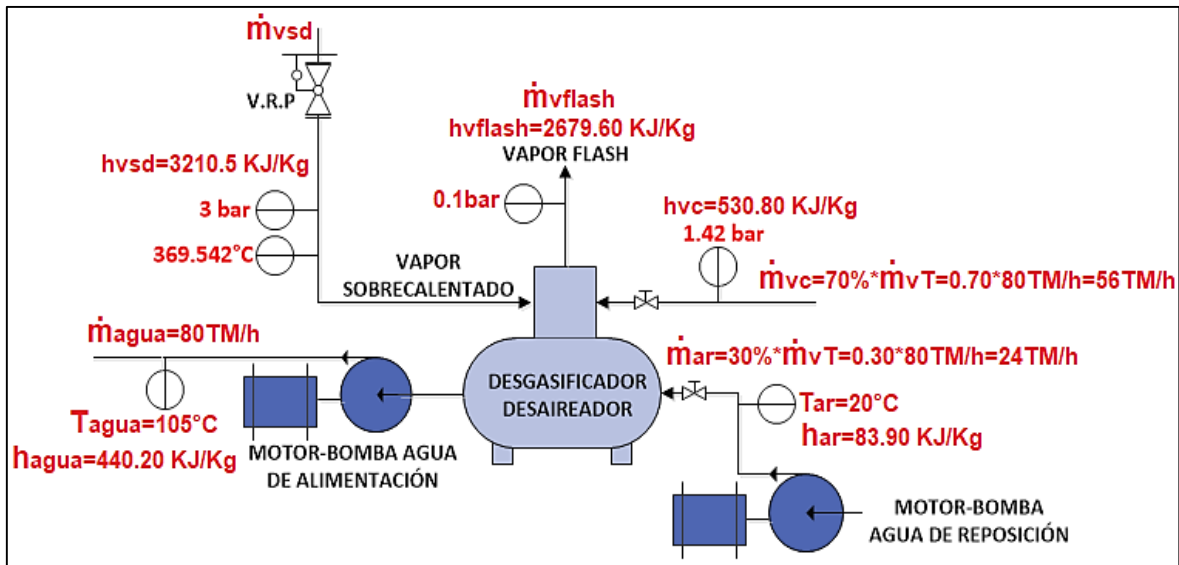 ṁvsd
V.R.P
hvsd=3210.5 KJ/Kg
3 bar
369.542°C
VAPOR
SOBRECALENTADO
ṁvflash
hvflash=2679.60 KJ/Kg
VAPOR FLASH
0.1bar
hvc=530.80 KJ/Kg
1.42 bar
ṁvc=70%*ṁvT=0.70*80TM/h=56TM/h
ṁagua=80TM/h
Tagua=105°C
hagua=440.20 KJ/Kg
MOTOR-BOMBA AGUA
DE ALIMENTACIÓN
DESGASIFICADOR
DESAIREADOR
ṁar=30%*ṁvT=0.30*80TM/h=24TM/h
Tar=20°C
har=83.90 KJ/Kg
MOTOR-BOMBA
AGUA DE REPOSICIÓN